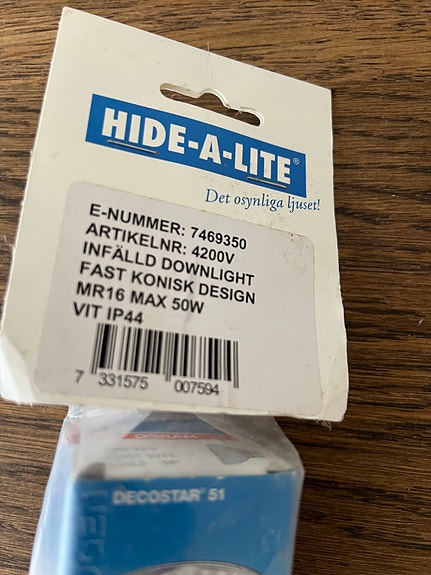 HIDE-A-LITE®
Det osynliga ljuset!
E-NUMMER: 7469350
ARTIKELNR: 4200V
INFÄLLD DOWNLIGHT
FAST KONISK DESIGN
MR16 MAX 50W
VIT IP44
7 331575 007594
OSRAM
DECOSTAR® 51